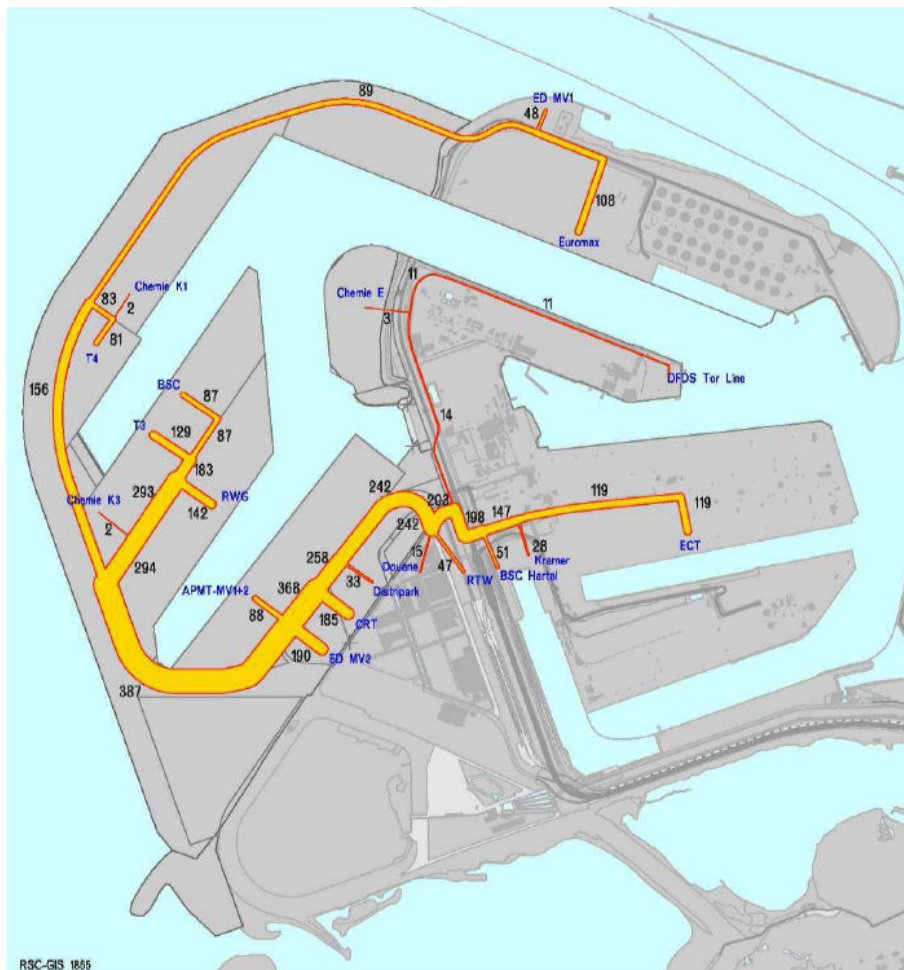 89
ED MV1
48
108
Euromax
83
Chemie K1
2
81
T4
156
11
Chemie E
3
11
DFDS Tor Line
14
BSC
87
T3
129
87
183
293
RWG
142
Chemie K3
2
294
242
203
242
198
147
119
119
ECT
15
Douane
47
RTW
51
BSC Hartel
28
Kramer
258
33
Distripark
368
APMT-MV1+2
88
185
CRT
190
ED MV2
387
RSC-GIS 1865